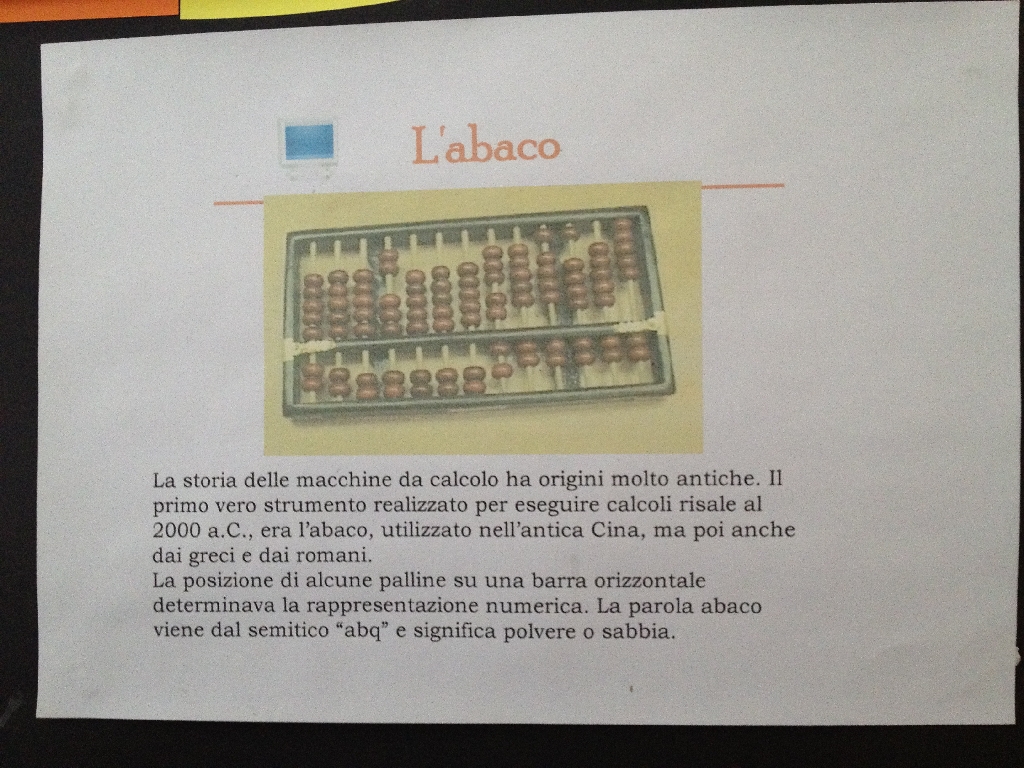 L'abaco
La storia delle macchine da calcolo ha origini molto antiche. Il
primo vero strumento realizzato per eseguire calcoli risale al
2000 a.C., era l'abaco, utilizzato nell'antica Cina, ma poi anche
dai greci e dai romani.
La posizione di alcune palline su una barra orizzontale
determinava la rappresentazione numerica. La parola abaco
viene dal semitico “abq” e significa polvere o sabbia.